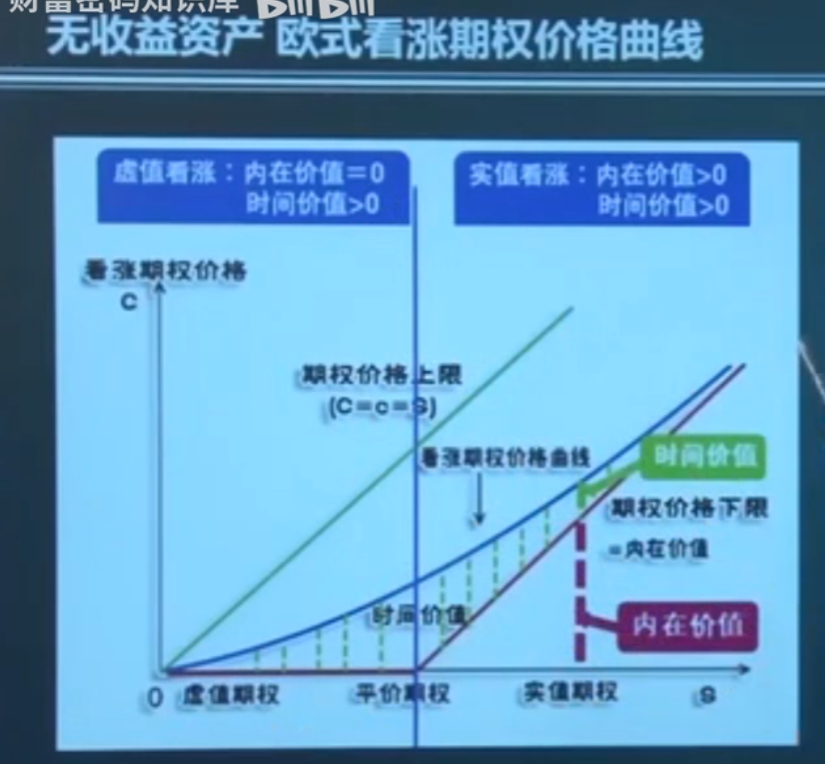 财富密码知识库 bilibili
无收益资产 欧式看涨期权价格曲线
虚值看涨：内在价值＝0
时间价值>0
实值看涨：内在价值>0
时间价值>0
看涨期权价格
C
期权价格上限
(C=c=S)
看涨期权价格曲线
时间价值
期权价格下限
=内在价值
时间价值
内在价值
0 虚值期权 平价期权 实值期权 S